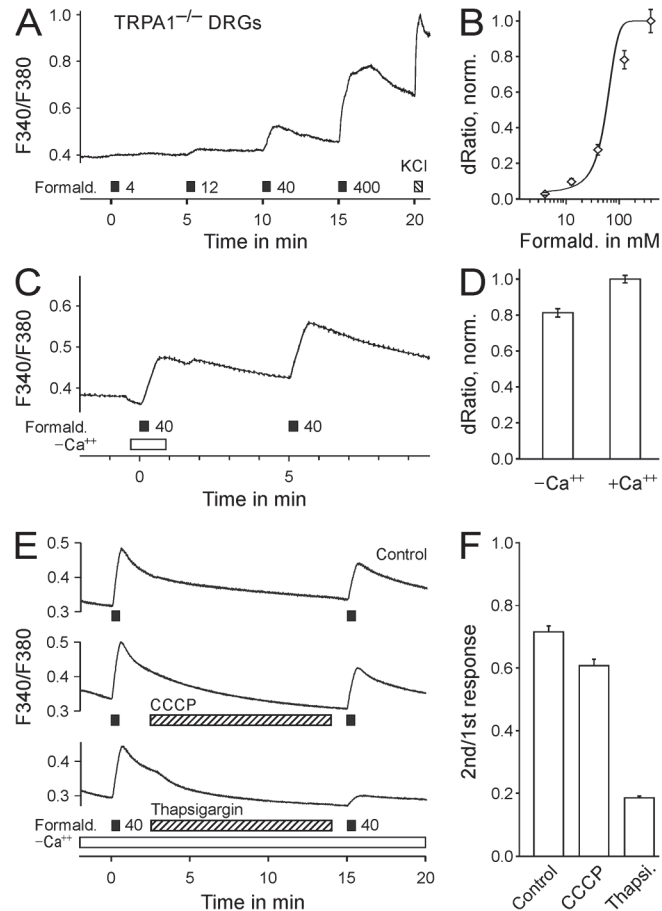 A
TRPA1⁻/⁻ DRGs
F340/F380
1.0
0.8
0.6
0.4
KCl
Formald. 4 12 40 400
0 5 10 15 20
Time in min
B
dRatio, norm.
1.0
0.8
0.6
0.4
0.2
0.0
10 100
Formald. in mM
C
F340/F380
0.6
0.5
0.4
Formald. 40 40
−Ca⁺⁺
0 5
Time in min
D
dRatio, norm.
1.0
0.8
0.6
0.4
0.2
0.0
−Ca⁺⁺ +Ca⁺⁺
E
F340/F380
Control
0.5
0.4
0.3
0.5
0.4
0.3
CCCP
0.4
0.3
Thapsigargin
Formald. 40 40
−Ca⁺⁺
0 5 10 15 20
Time in min
F
2nd/1st response
1.0
0.8
0.6
0.4
0.2
0.0
Control CCCP Thapsi.